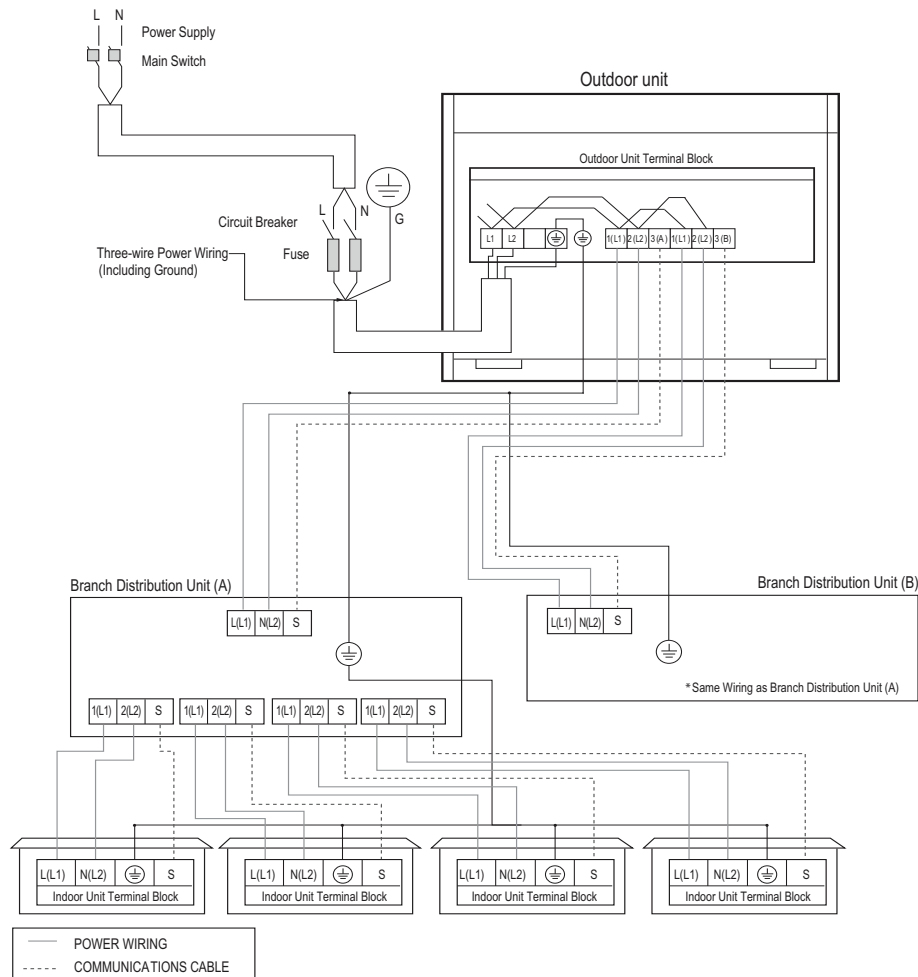 L N
Power Supply
Main Switch
Outdoor unit
Outdoor Unit Terminal Block
L N
G
Circuit Breaker
Fuse
Three-wire Power Wiring
(Including Ground)
L1 L2 1(L1) 2(L2) 3(A) 1(L1) 2(L2) 3(B)
Branch Distribution Unit (A)
L(L1) N(L2) S
1(L1) 2(L2) S 1(L1) 2(L2) S 1(L1) 2(L2) S 1(L1) 2(L2) S
Branch Distribution Unit (B)
L(L1) N(L2) S
*Same Wiring as Branch Distribution Unit (A)
L(L1) N(L2) S
Indoor Unit Terminal Block
L(L1) N(L2) S
Indoor Unit Terminal Block
L(L1) N(L2) S
Indoor Unit Terminal Block
L(L1) N(L2) S
Indoor Unit Terminal Block
POWER WIRING
COMMUNICATIONS CABLE